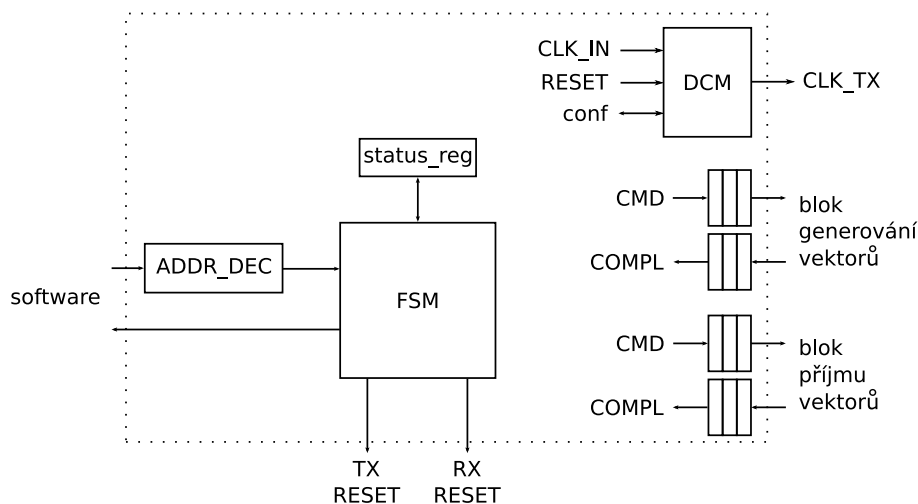 CLK_IN
RESET
conf
DCM
CLK_TX
status_reg
CMD
COMPL
blok
generování
vektorů
ADDR_DEC
software
FSM
CMD
COMPL
blok
příjmu
vektorů
TX
RESET
RX
RESET